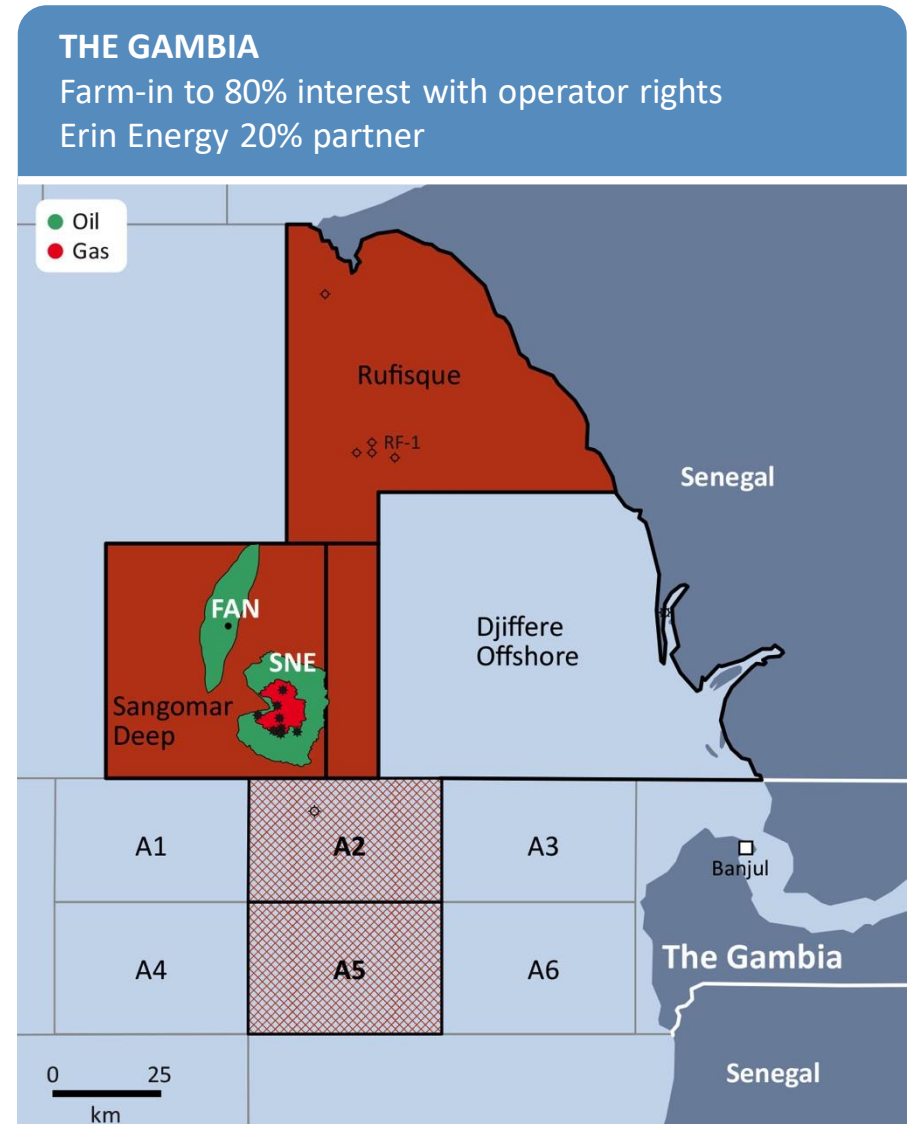 THE GAMBIA
Farm-in to 80% interest with operator rights
Erin Energy 20% partner
Oil
Gas
Rufisque
RF-1
Senegal
FAN
SNE
Djiffere
Offshore
Sangomar
Deep
A1
A2
A3
Banjul
A4
A5
A6
The Gambia
0 25
km
Senegal